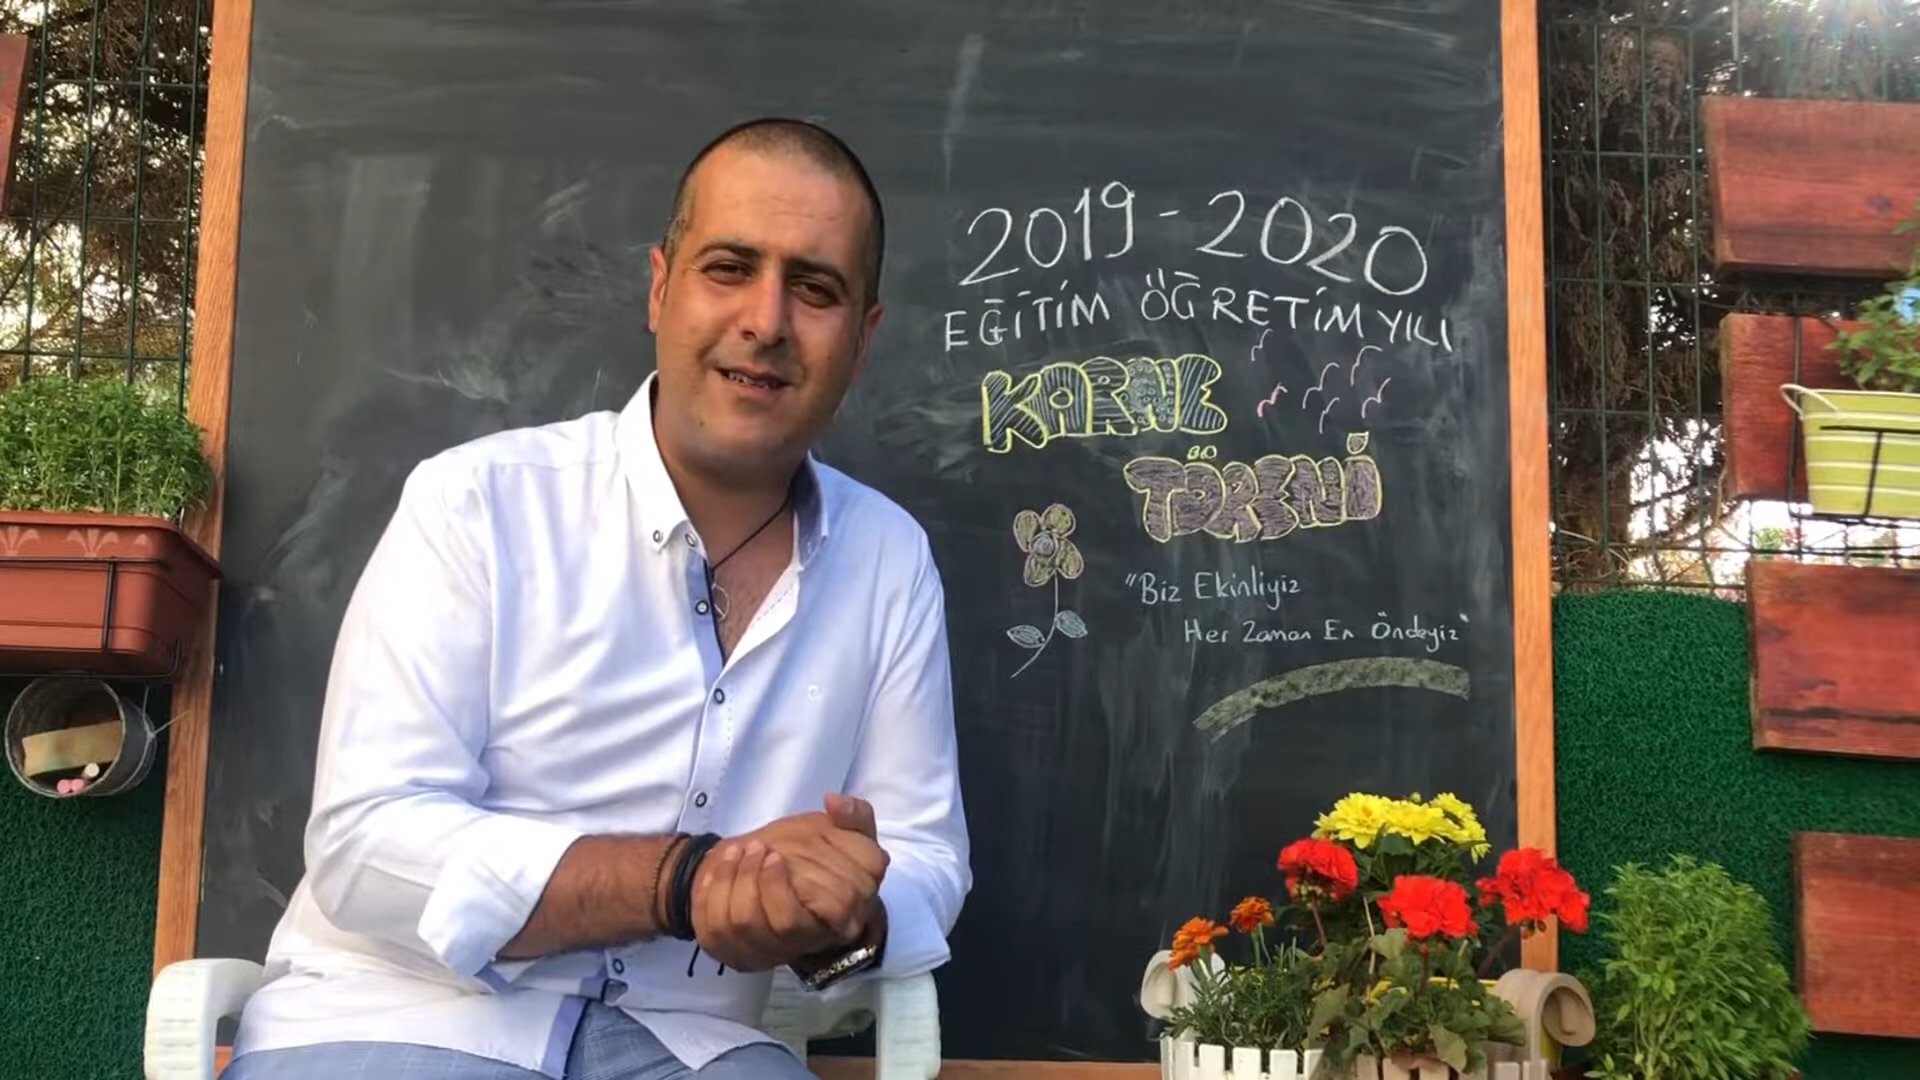 2019-2020
EĞİTİM ÖĞRETİM YILI
KARNE
TÖRENİ
"Biz Ekinliyiz
Her Zaman En Öndeyiz"